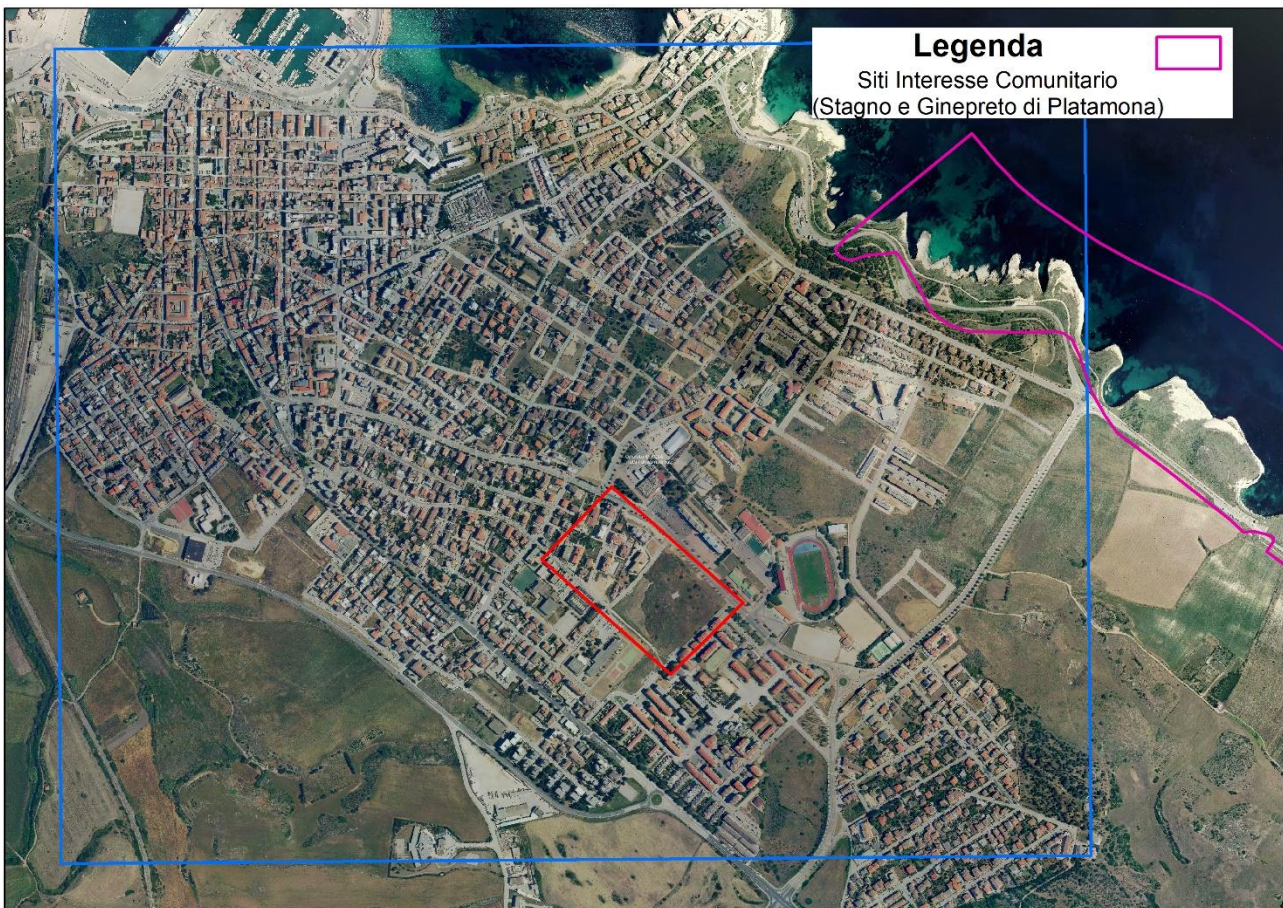 Legenda
Siti Interesse Comunitario
(Stagno e Ginepreto di Platamona)